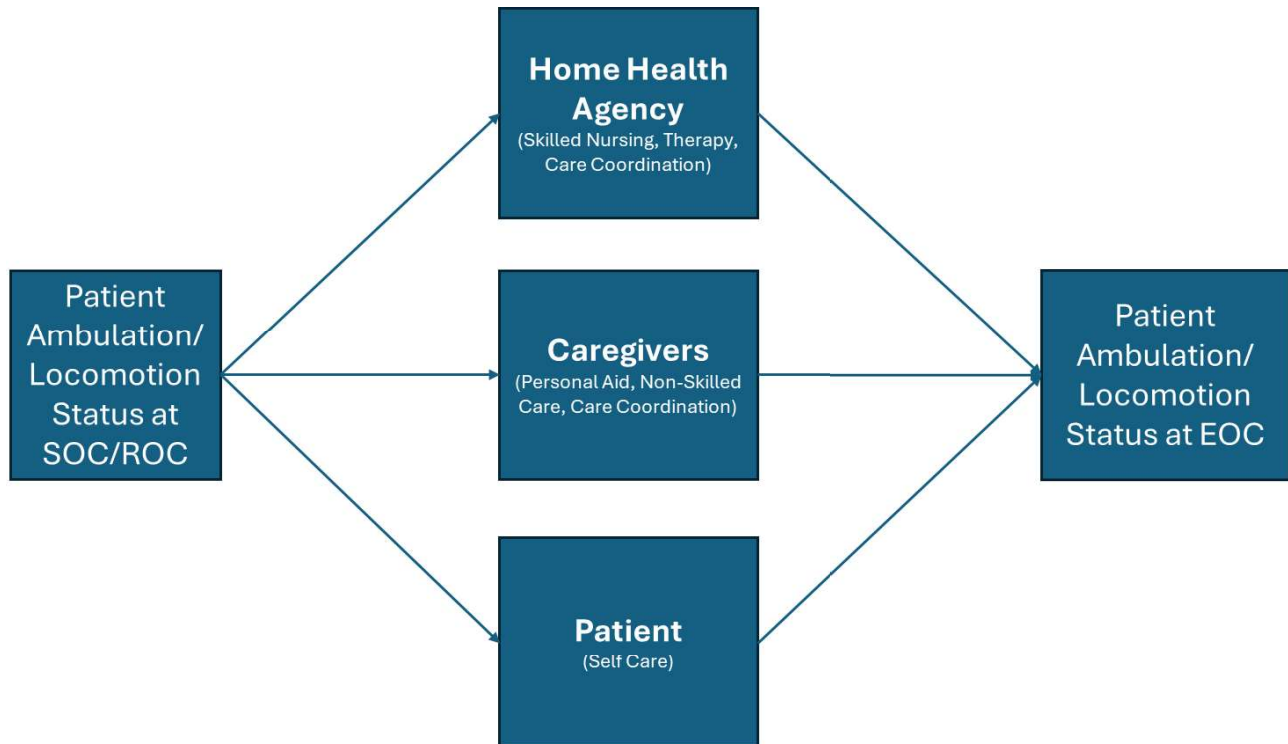 Home Health
Agency
(Skilled Nursing, Therapy,
Care Coordination)
Patient
Ambulation/
Locomotion
Status at
SOC/ROC
Caregivers
(Personal Aid, Non-Skilled
Care, Care Coordination)
Patient
Ambulation/
Locomotion
Status at EOC
Patient
(Self Care)